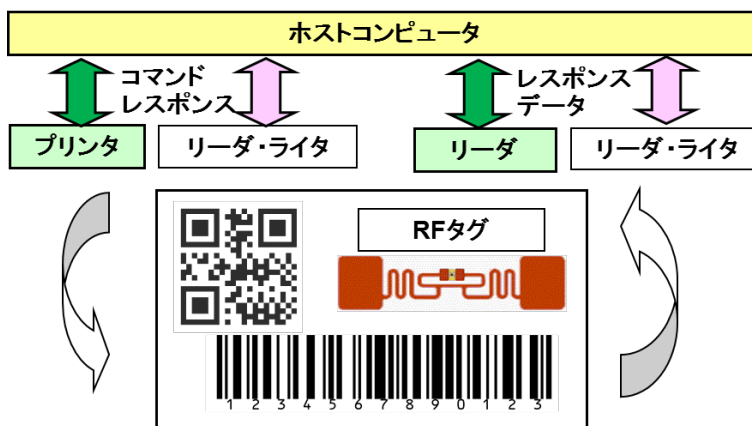 ホストコンピュータ
コマンド
レスポンス
レスポンス
データ
プリンタ
リーダ・ライタ
リーダ
リーダ・ライタ
RFタグ
1 2 3 4 5 6 7 8 9 0 1 2 3